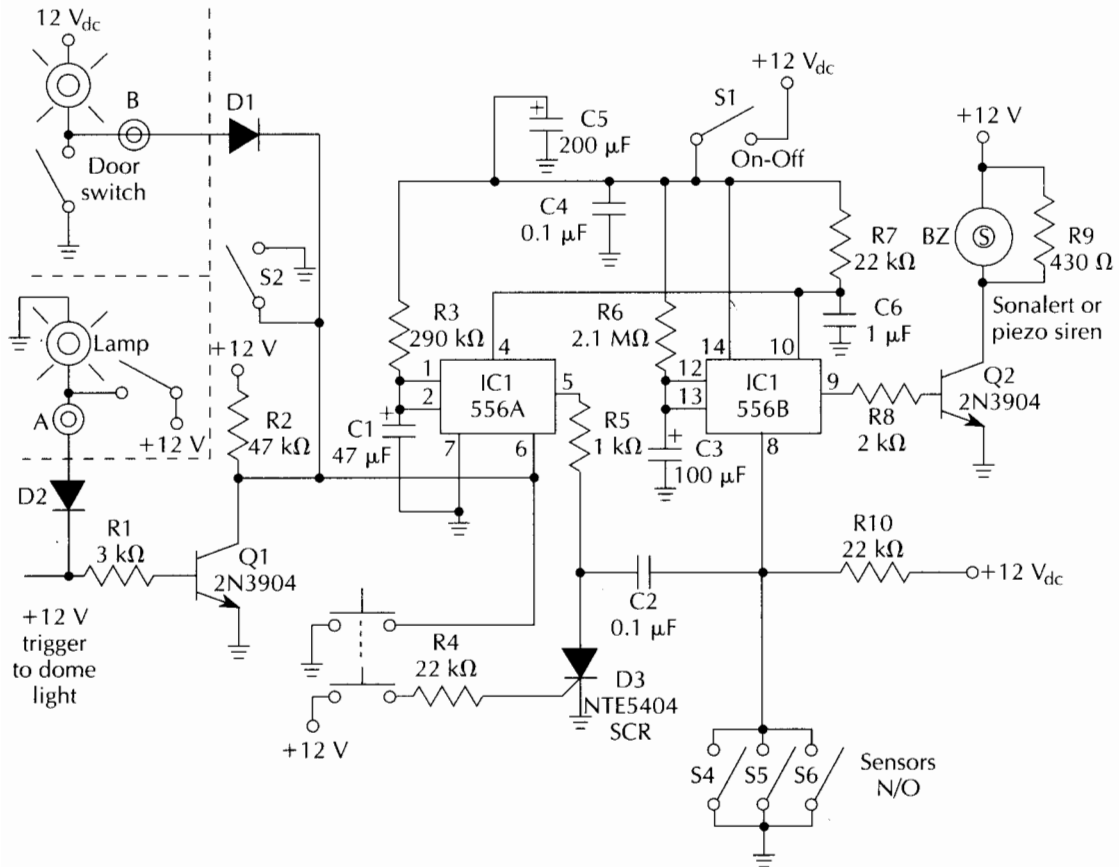 12 Vdc
B
Door
switch
D1
S2
Lamp
A
+12 V
D2
R1
3 kΩ
+12 V
trigger
to dome
light
+12 V
R2
47 kΩ
Q1
2N3904
+
C5
200 μF
C4
0.1 μF
S1
+12 Vdc
On-Off
R3
290 kΩ
R6
2.1 MΩ
R7
22 kΩ
C6
1 μF
1
2
4
5
6
7
IC1
556A
+
C1
47 μF
R5
1 kΩ
12
13
14
10
9
8
IC1
556B
+
C3
100 μF
R8
2 kΩ
+12 V
BZ
S
R9
430 Ω
Sonalert or
piezo siren
Q2
2N3904
R10
22 kΩ
+12 Vdc
C2
0.1 μF
R4
22 kΩ
+12 V
D3
NTE5404
SCR
S4
S5
S6
Sensors
N/O